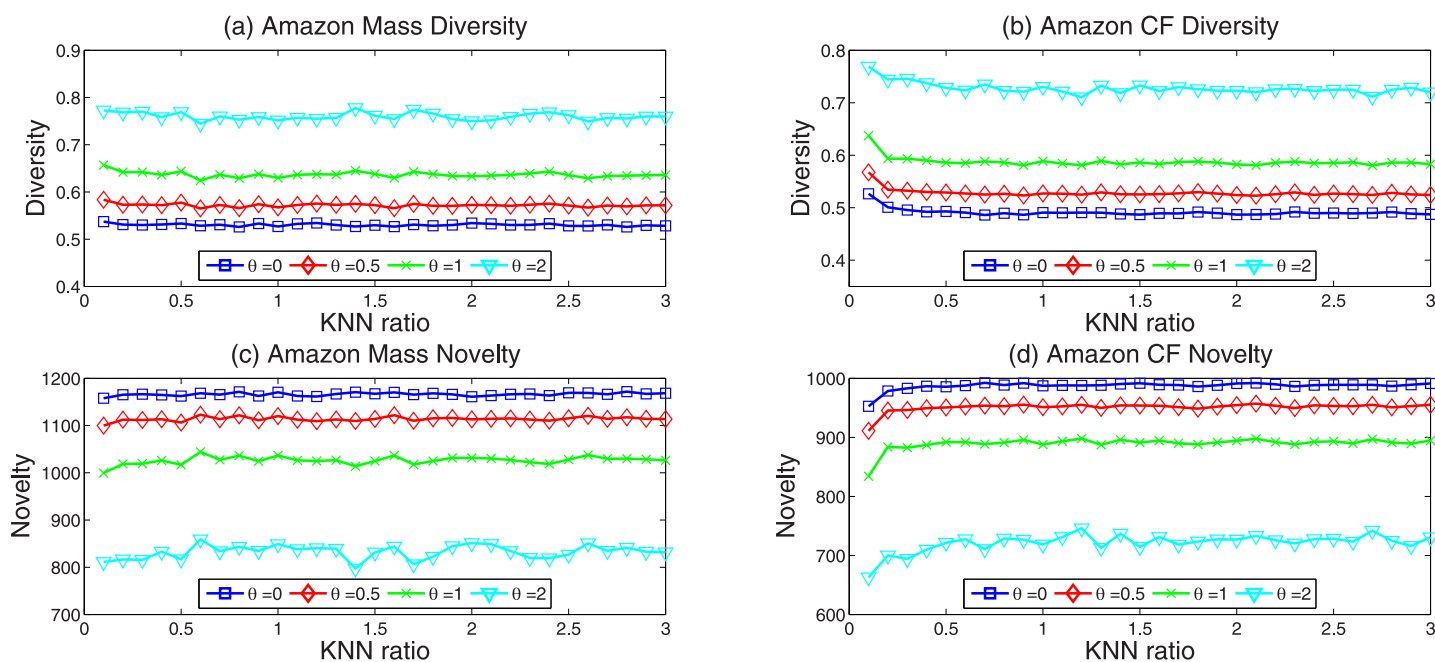 (a) Amazon Mass Diversity
0.9
0.8
0.7
0.6
0.5
0.4
Diversity
θ =0 θ =0.5 θ =1 θ =2
0 0.5 1 1.5 2 2.5 3
KNN ratio
(b) Amazon CF Diversity
0.8
0.7
0.6
0.5
0.4
Diversity
θ =0 θ =0.5 θ =1 θ =2
0 0.5 1 1.5 2 2.5 3
KNN ratio
(c) Amazon Mass Novelty
1200
1100
1000
900
800
700
Novelty
θ =0 θ =0.5 θ =1 θ =2
0 0.5 1 1.5 2 2.5 3
KNN ratio
(d) Amazon CF Novelty
1000
900
800
700
600
Novelty
θ =0 θ =0.5 θ =1 θ =2
0 0.5 1 1.5 2 2.5 3
KNN ratio